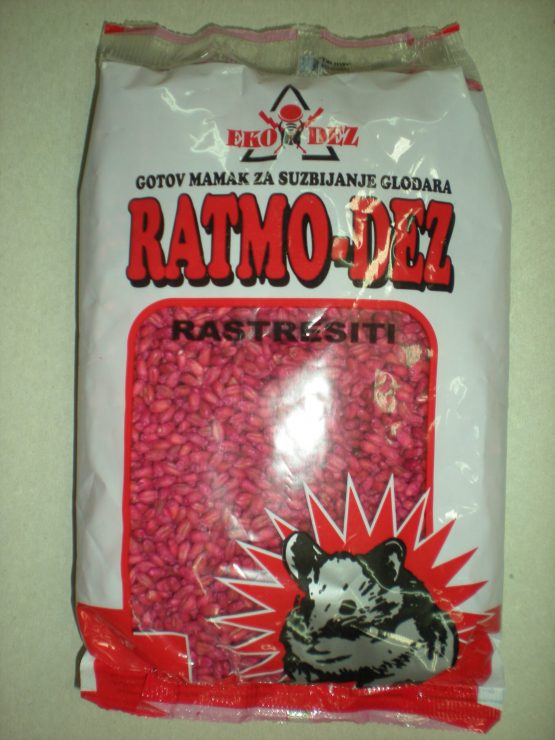 EKO DEZ
GOTOV MAMAK ZA SUZBIJANJE GLODARA
RATMO-DEZ
RASTRESITI